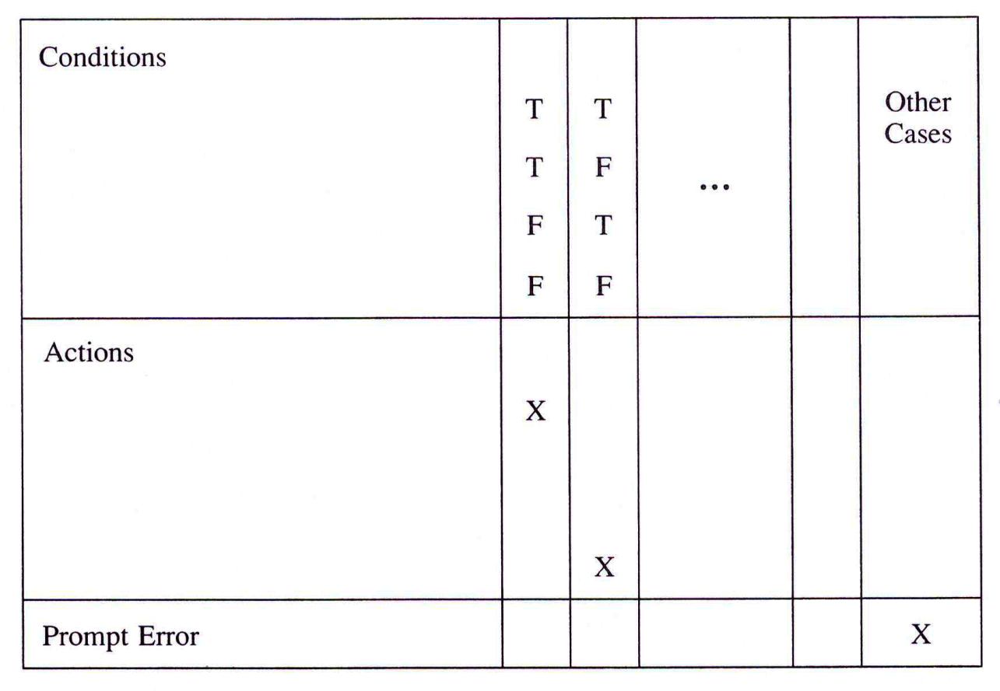 Conditions
T T Other
Cases
T F
...
F T
F F
Actions
X
X
Prompt Error X